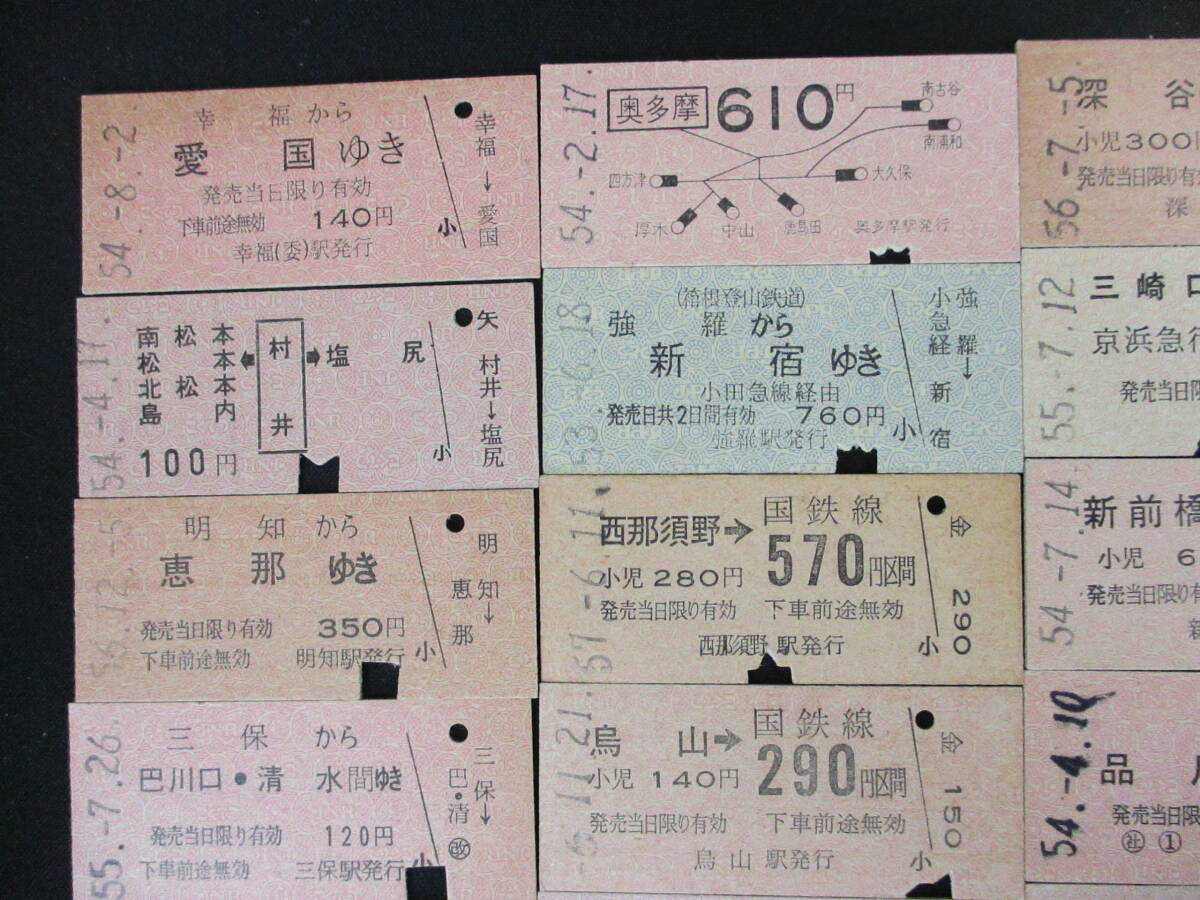 54.-8.-2.
幸福から
愛国ゆき
発売当日限り有効
下車前途無効 140円
幸福(委)駅発行
小
幸福→愛国
54.-4.17.
南松本
松本
北松本
島内
村井
塩尻
100円
小
矢
村井→塩尻
56.12.-5
明知から
恵那ゆき
発売当日限り有効 350円
下車前途無効 明知駅発行
小
明知→恵那
55.-7.26.
三保から
巴川口・清水間ゆき
発売当日限り有効 120円
下車前途無効 三保駅発行
小
三保→
巴・清
改
54.-2.17.
奥多摩 610円
南古谷
南浦和
四方津
大久保
厚木
中山
鹿島田
奥多摩駅発行
53.-6.18
(箱根登山鉄道)
強羅から
新宿ゆき
小田急線経由
発売日共2日間有効 760円
強羅駅発行
小
強羅→新宿
小急経
57.-6.11.
西那須野→ 国鉄線
570円区間
小児280円
発売当日限り有効 下車前途無効
西那須野駅発行
小
金 290
11.21.
烏山→ 国鉄線
290円区間
小児140円
発売当日限り有効 下車前途無効
烏山駅発行
小
金 150
56.-7.-5
深谷
小児300
発売当日限り有
深
55.-7.12
三崎口
京浜急行
発売当
54.-7.14.
新前橋
小児 6
発売当日限り有
新
54.-4.10
品
発売当日限
社 1